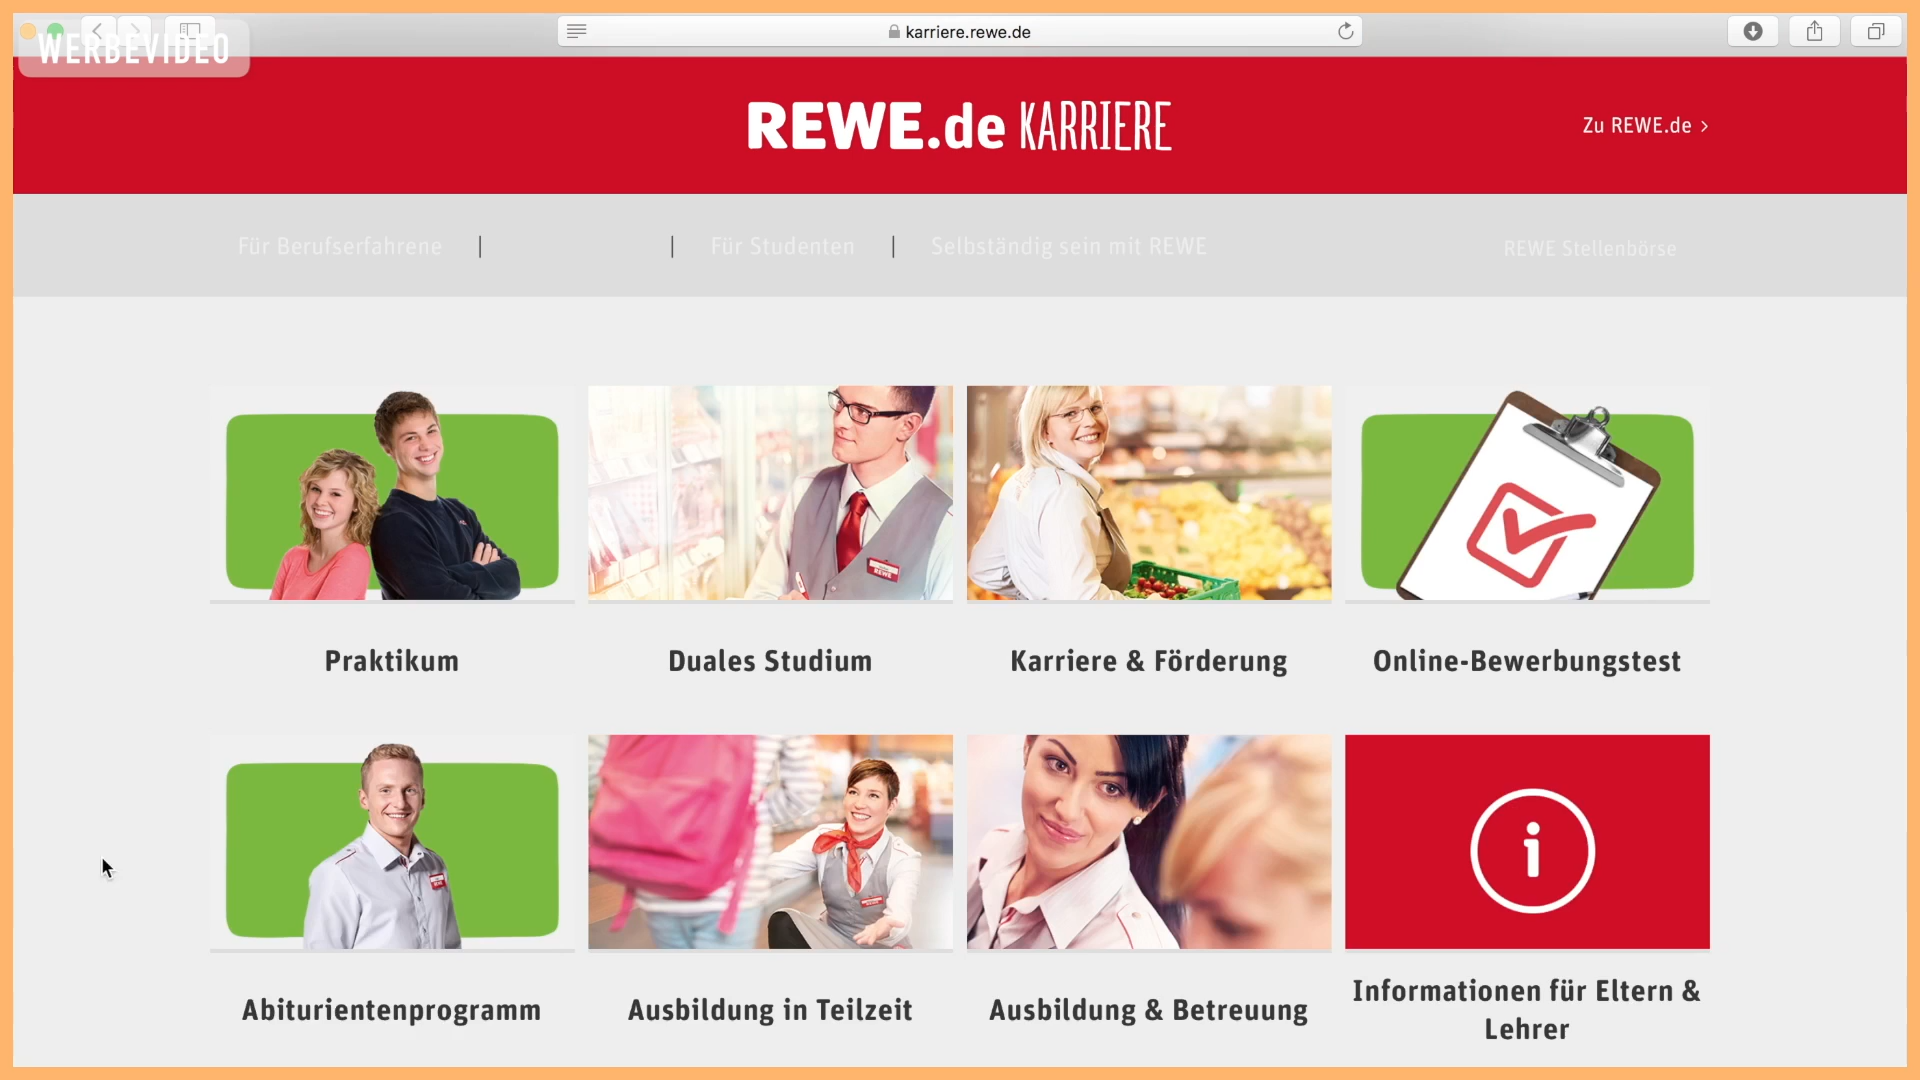 WERBEVIDEO
karriere.rewe.de
REWE.de KARRIERE
Zu REWE.de >
Für Berufserfahrene | | Für Studenten | Selbständig sein mit REWE
REWE Stellenbörse
REWE
Praktikum
Duales Studium
Karriere & Förderung
Online-Bewerbungstest
Abiturientenprogramm
Ausbildung in Teilzeit
Ausbildung & Betreuung
Informationen für Eltern &
Lehrer